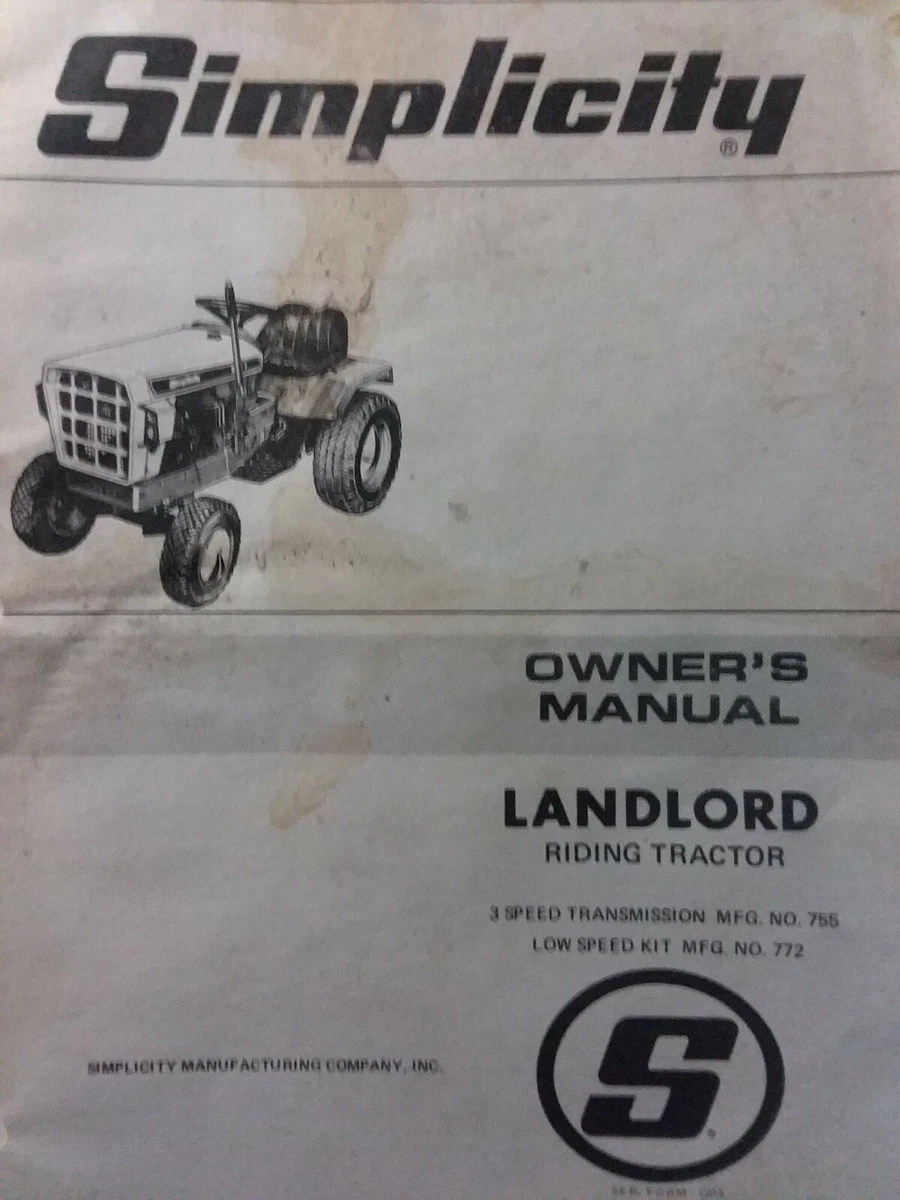 Simplicity
®
OWNER'S
MANUAL
LANDLORD
RIDING TRACTOR
3 SPEED TRANSMISSION MFG. NO. 755
LOW SPEED KIT MFG. NO. 772
S
SIMPLICITY MANUFACTURING COMPANY, INC.